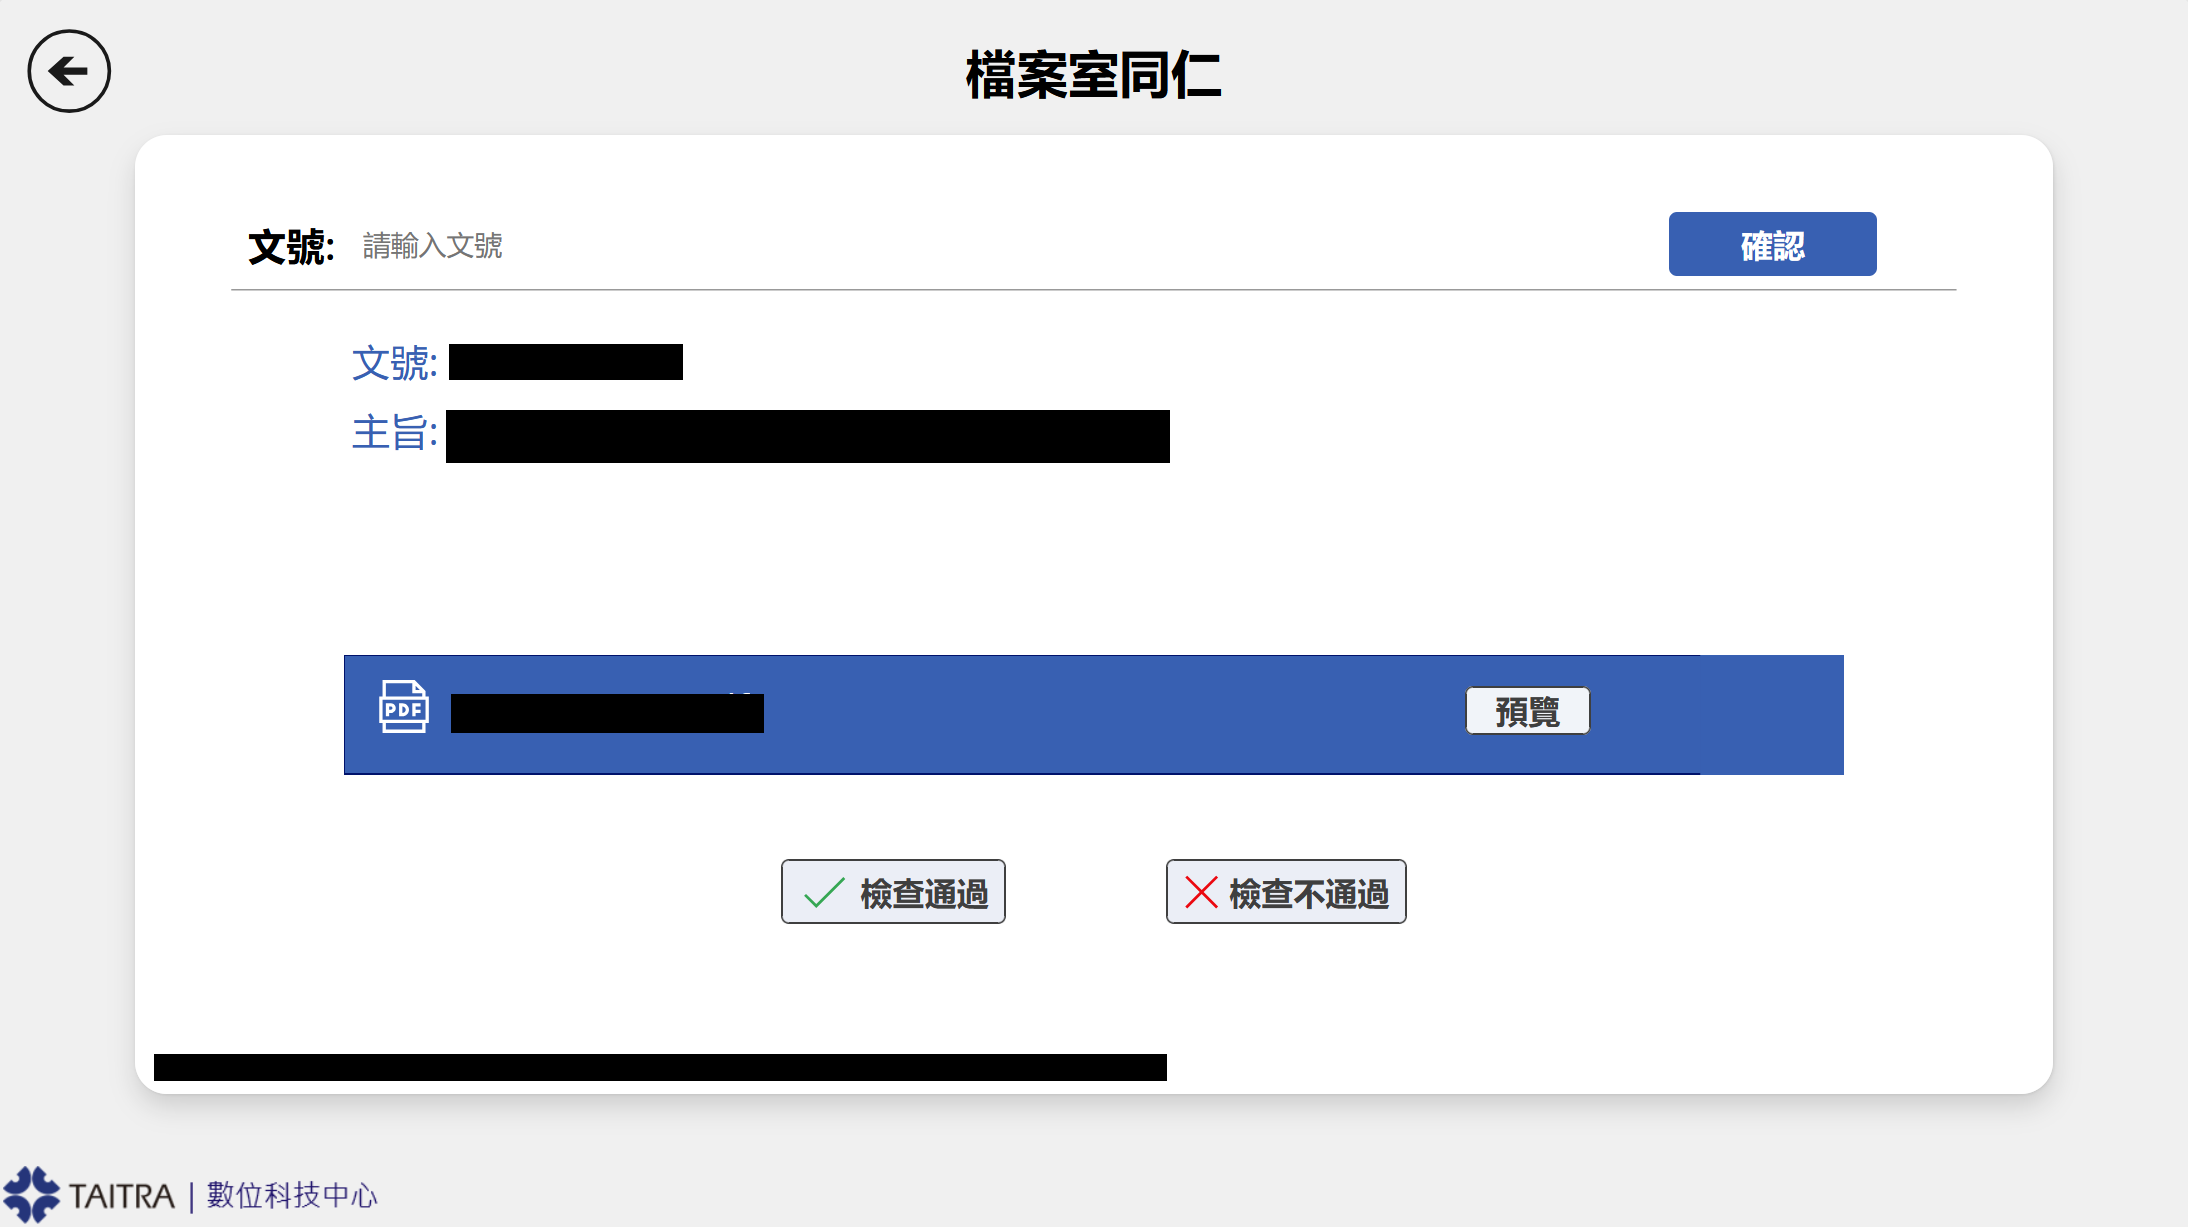 檔案室同仁
文號: 請輸入文號 確認
文號:
主旨:
PDF 預覽
檢查通過 檢查不通過
TAITRA | 數位科技中心